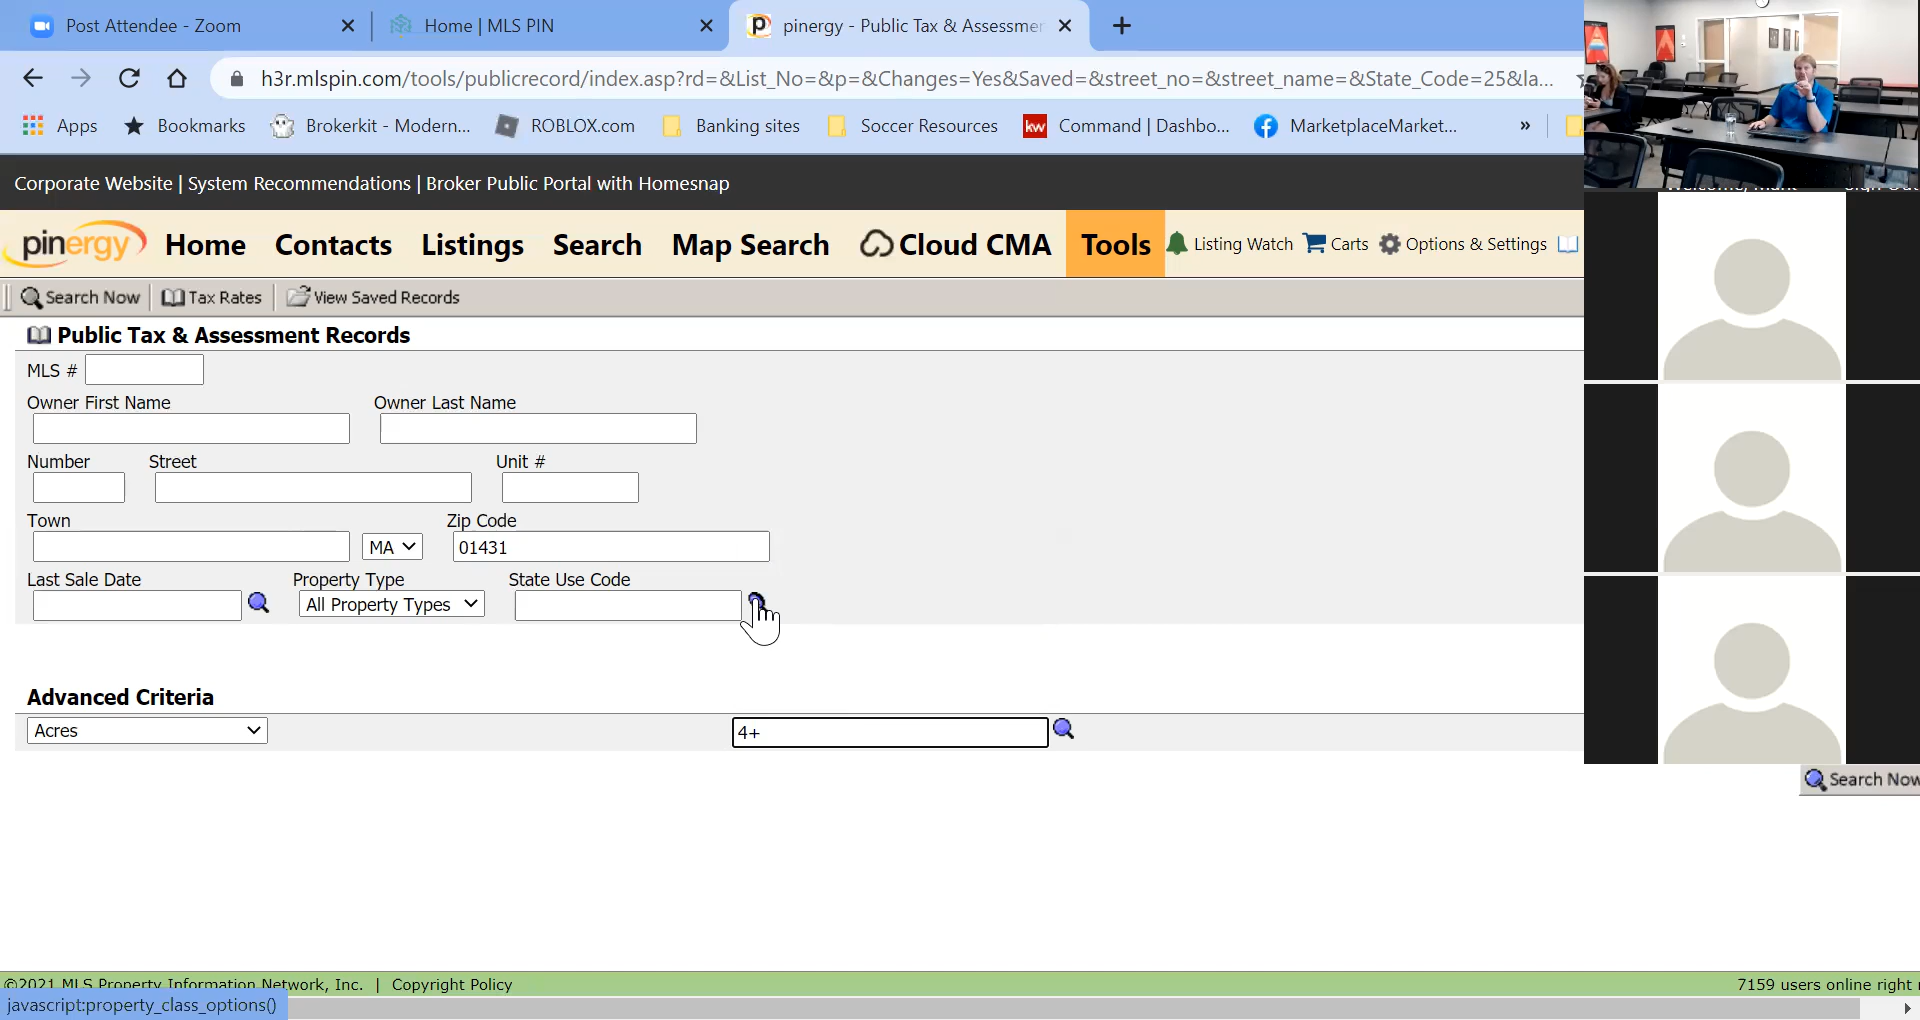 Post Attendee - Zoom
Home | MLS PIN
pinergy - Public Tax & Assessmer
h3r.mlspin.com/tools/publicrecord/index.asp?rd=&List_No=&p=&Changes=Yes&Saved=&street_no=&street_name=&State_Code=25&la...
Apps
Bookmarks
Brokerkit - Modern...
ROBLOX.com
Banking sites
Soccer Resources
kw Command | Dashbo...
MarketplaceMarket...
»
Corporate Website | System Recommendations | Broker Public Portal with Homesnap
pinergy Home Contacts Listings Search Map Search Cloud CMA Tools Listing Watch Carts Options & Settings
Search Now Tax Rates View Saved Records
Public Tax & Assessment Records
MLS #
Owner First Name Owner Last Name
Number Street Unit #
Town Zip Code
MA 01431
Last Sale Date Property Type State Use Code
All Property Types
Advanced Criteria
Acres 4+
Search Now
©2021 MLS Property Information Network, Inc. | Copyright Policy
7159 users online right
javascript:property_class_options()